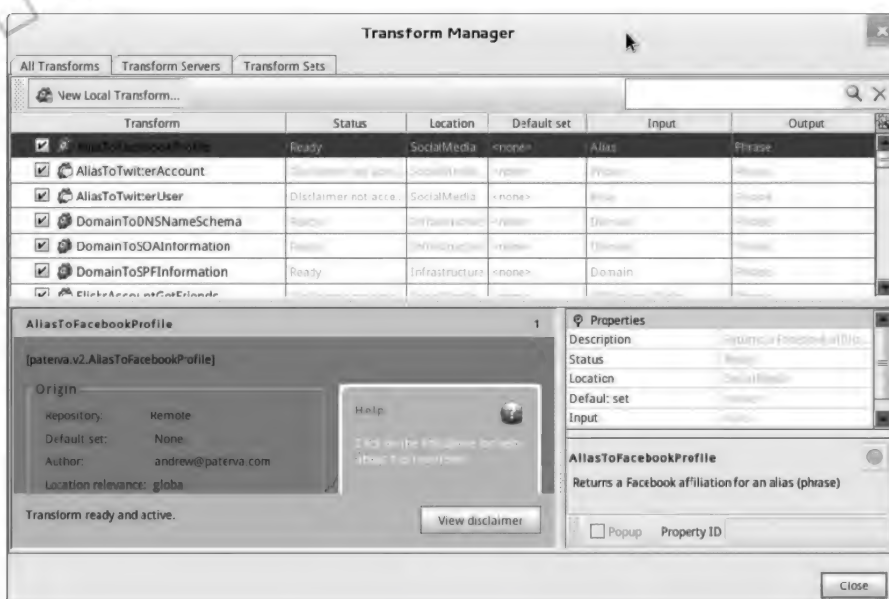 Transform Manager
All Transforms Transform Servers Transform Sets
New Local Transform...
Transform Status Location Default set Input Output
AliasToFacebookProfile Ready SocialMedia <none> Alias Phrase
AliasToTwitterAccount
AliasToTwitterUser Disclaimer not acce... SocialMedia <none>
DomainToDNSNameSchema
DomainToSOAInformation
DomainToSPFInformation Ready Infrastructure <none> Domain
FlickrAccountGetFriends
AliasToFacebookProfile 1
[paterva.v2.AliasToFacebookProfile]
Origin
Repository: Remote
Default set: None
Author: andrew@paterva.com
Location relevance: globa
Help
Transform ready and active.
View disclaimer
Properties
Description
Status
Location
Default set
Input
AliasToFacebookProfile
Returns a Facebook affiliation for an alias (phrase)
Popup Property ID
Close